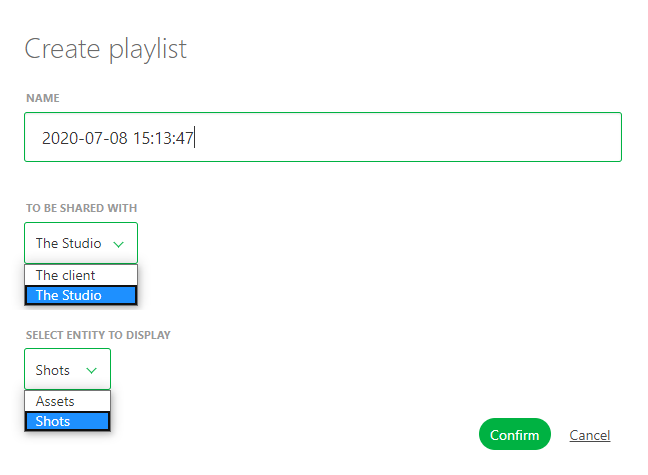 Create playlist
NAME
2020-07-08 15:13:47
TO BE SHARED WITH
The Studio
The client
The Studio
SELECT ENTITY TO DISPLAY
Shots
Assets
Shots
Confirm Cancel